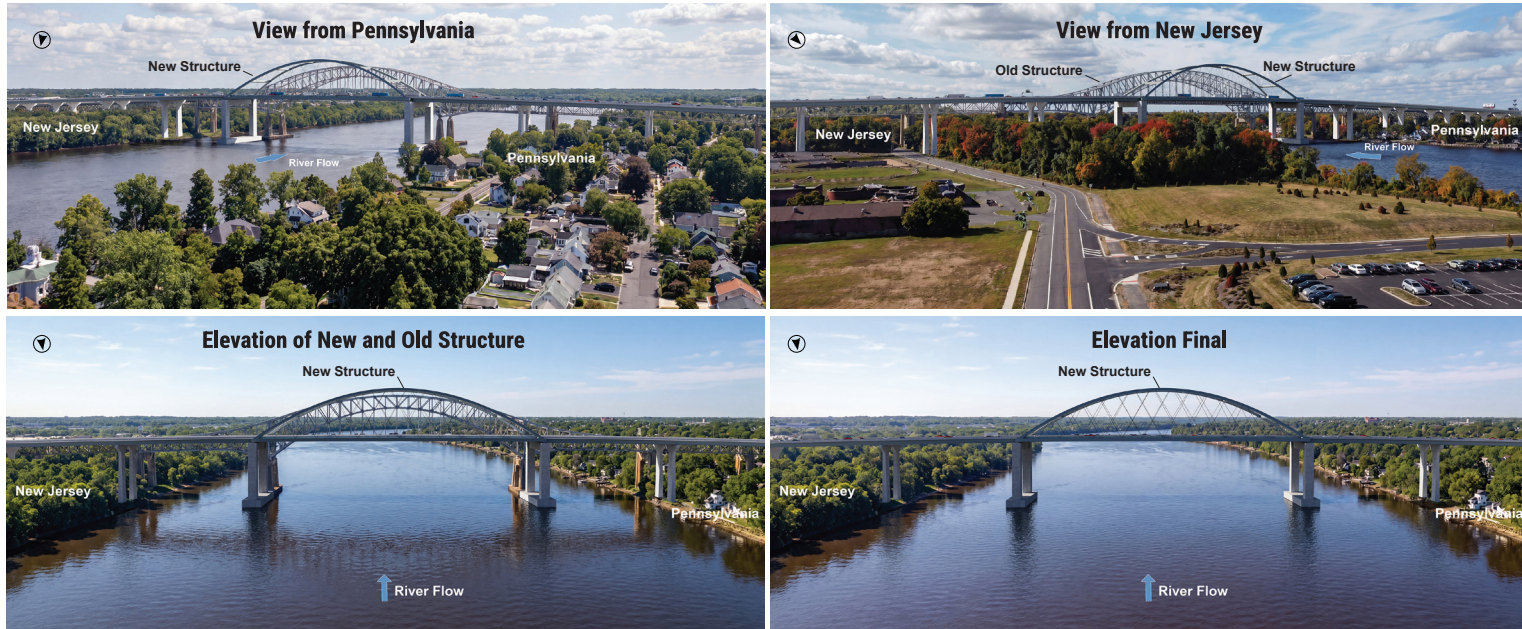 View from Pennsylvania
New Structure
New Jersey
Pennsylvania
River Flow
View from New Jersey
Old Structure
New Structure
New Jersey
Pennsylvania
River Flow
Elevation of New and Old Structure
New Structure
New Jersey
Pennsylvania
River Flow
Elevation Final
New Structure
New Jersey
Pennsylvania
River Flow